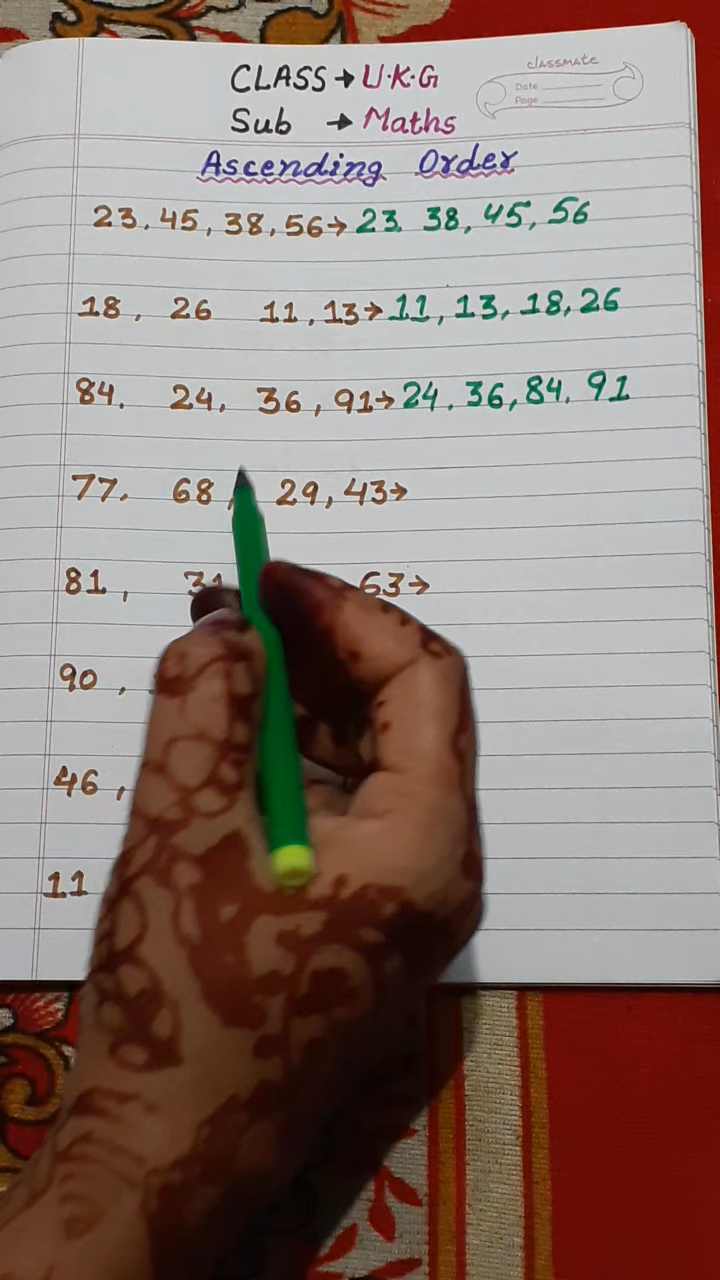 CLASS → U.K.G
classmate
Date
Page
Sub → Maths
Ascending Order
23, 45, 38, 56 → 23. 38, 45, 56
18, 26 11, 13 → 11, 13, 18, 26
84. 24, 36, 91 → 24. 36, 84. 91
77. 68, 29, 43 →
81, 31 63 →
90,
46,
11